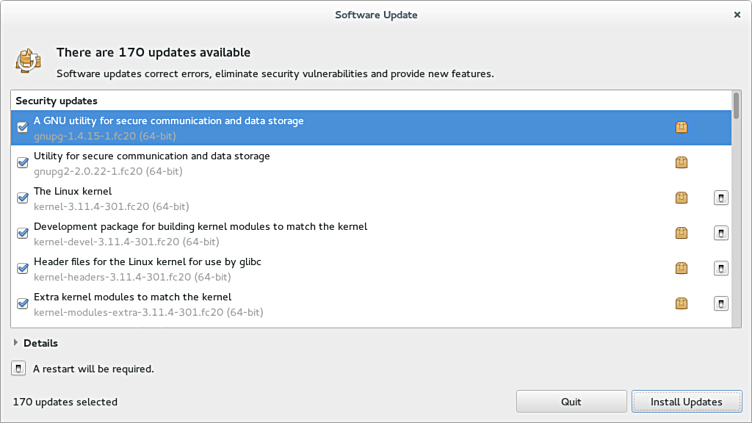 Software Update
There are 170 updates available
Software updates correct errors, eliminate security vulnerabilities and provide new features.
Security updates
A GNU utility for secure communication and data storage
gnupg-1.4.15-1.fc20 (64-bit)
Utility for secure communication and data storage
gnupg2-2.0.22-1.fc20 (64-bit)
The Linux kernel
kernel-3.11.4-301.fc20 (64-bit)
Development package for building kernel modules to match the kernel
kernel-devel-3.11.4-301.fc20 (64-bit)
Header files for the Linux kernel for use by glibc
kernel-headers-3.11.4-301.fc20 (64-bit)
Extra kernel modules to match the kernel
kernel-modules-extra-3.11.4-301.fc20 (64-bit)
Details
A restart will be required.
170 updates selected
Quit
Install Updates